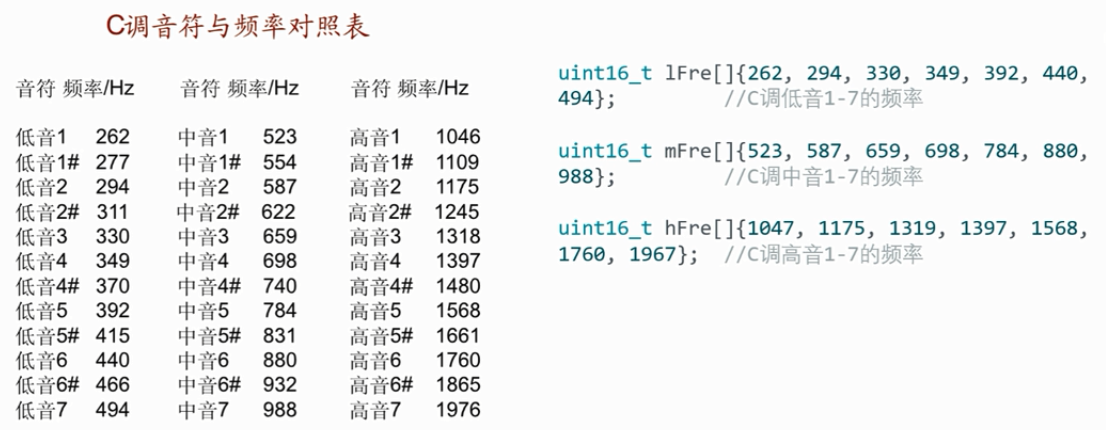 C调音符与频率对照表
音符 频率/Hz 音符 频率/Hz 音符 频率/Hz
低音1 262 中音1 523 高音1 1046
低音1# 277 中音1# 554 高音1# 1109
低音2 294 中音2 587 高音2 1175
低音2# 311 中音2# 622 高音2# 1245
低音3 330 中音3 659 高音3 1318
低音4 349 中音4 698 高音4 1397
低音4# 370 中音4# 740 高音4# 1480
低音5 392 中音5 784 高音5 1568
低音5# 415 中音5# 831 高音5# 1661
低音6 440 中音6 880 高音6 1760
低音6# 466 中音6# 932 高音6# 1865
低音7 494 中音7 988 高音7 1976
uint16_t lFre[]{262, 294, 330, 349, 392, 440,
494}; //C调低音1-7的频率
uint16_t mFre[]{523, 587, 659, 698, 784, 880,
988}; //C调中音1-7的频率
uint16_t hFre[]{1047, 1175, 1319, 1397, 1568,
1760, 1967}; //C调高音1-7的频率